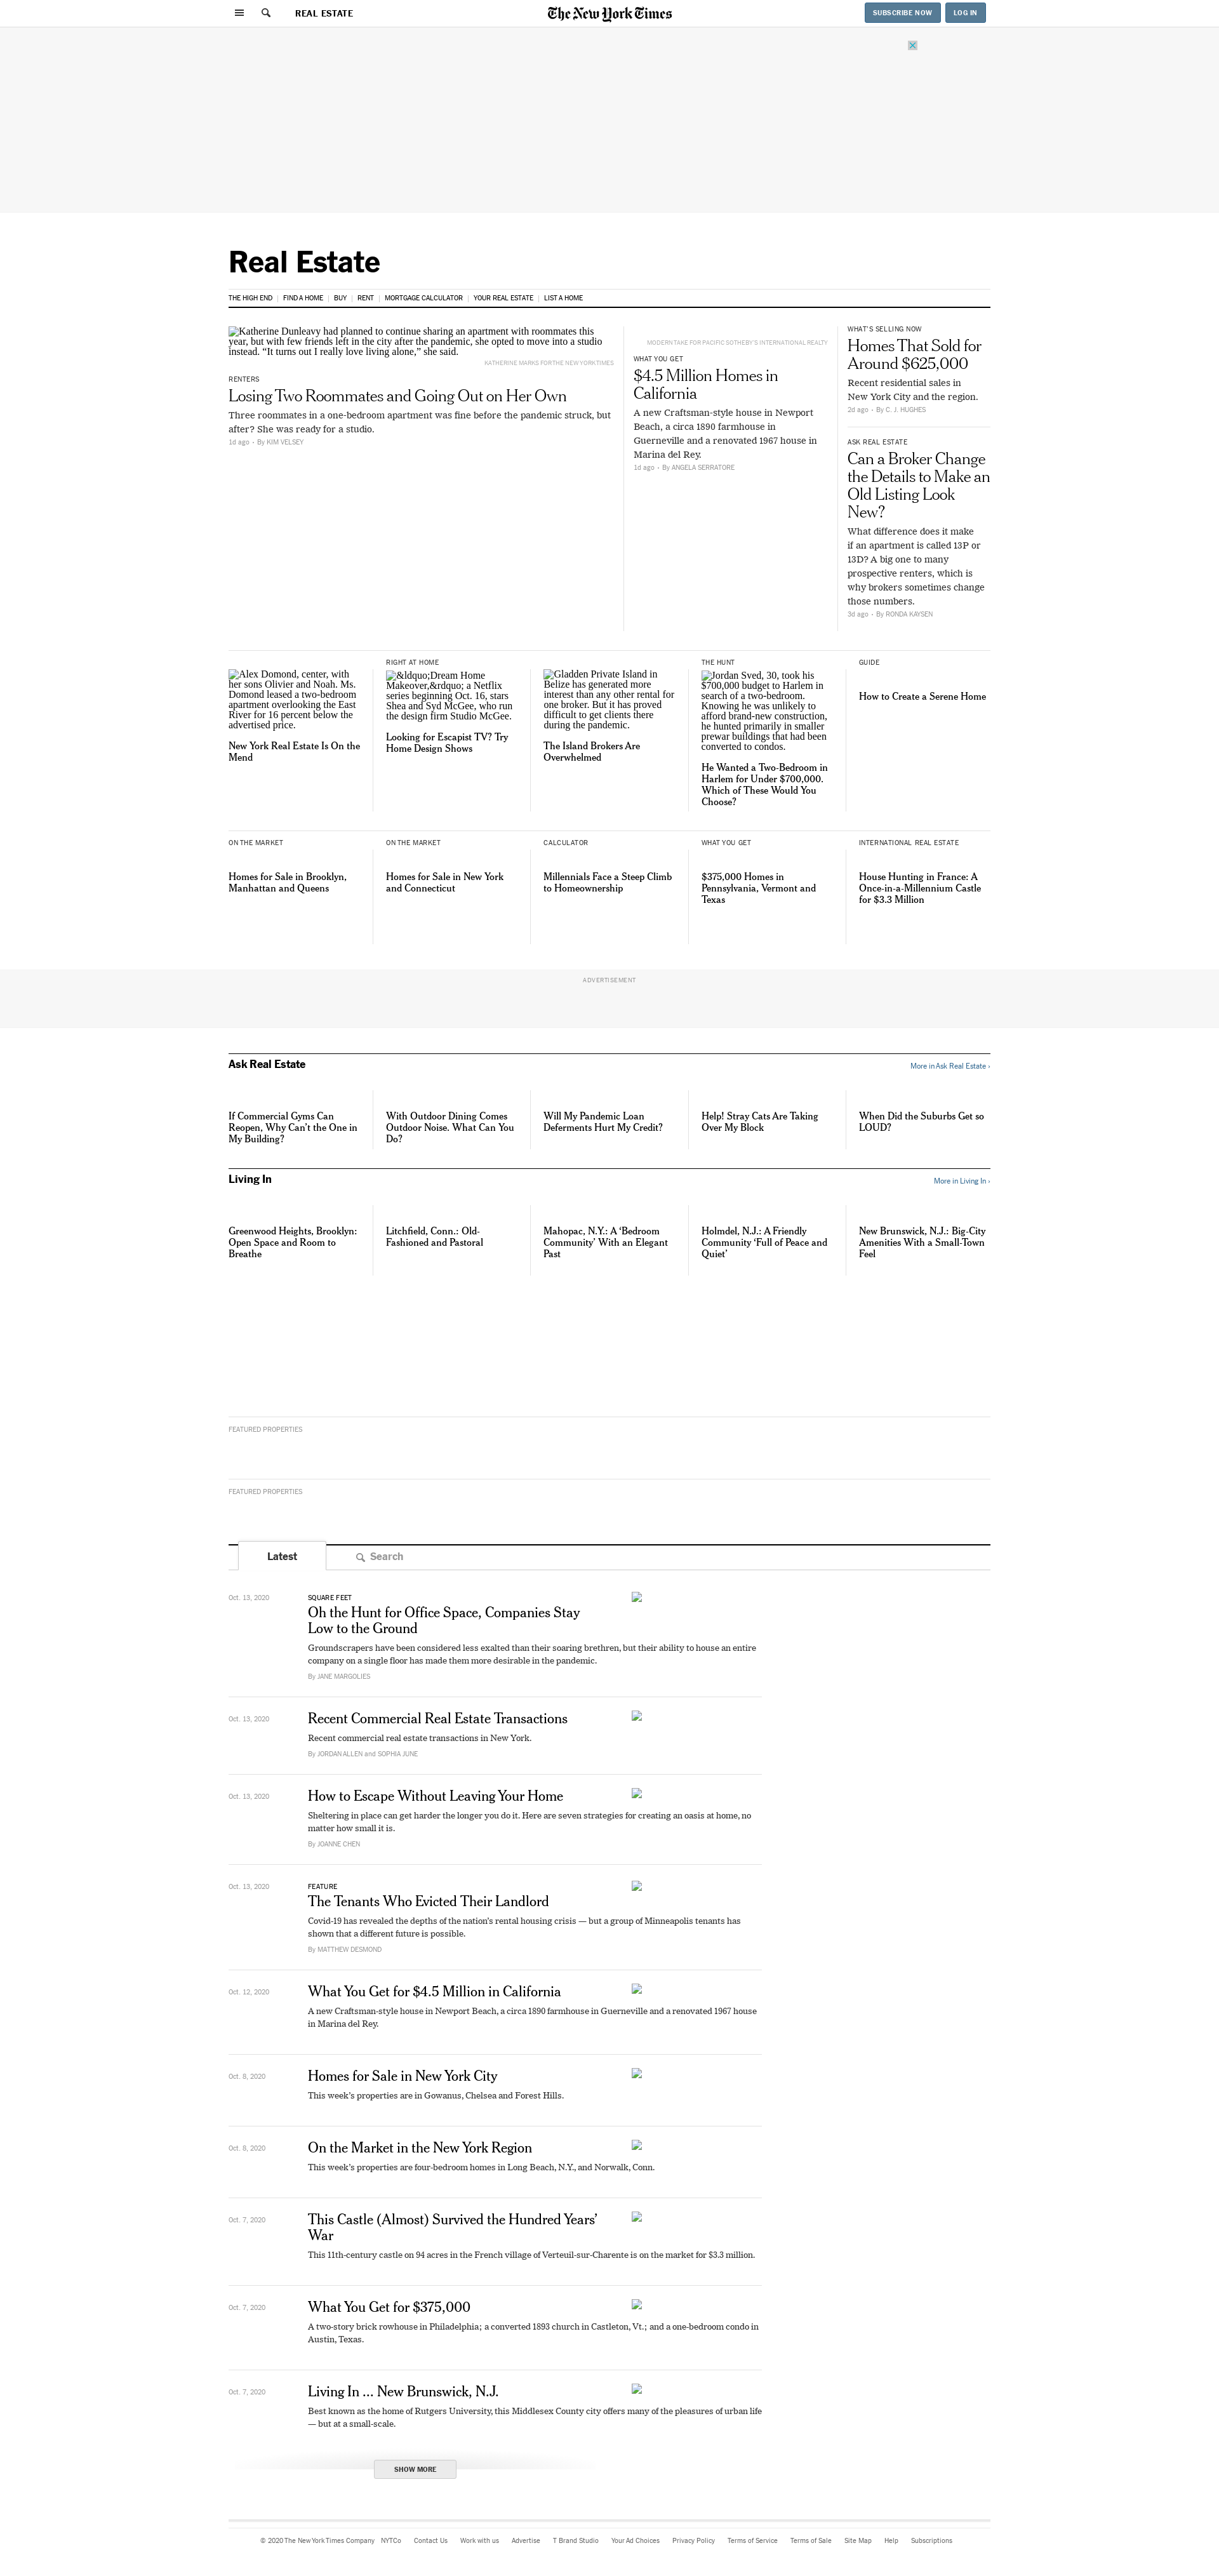 REAL ESTATE
The New York Times
SUBSCRIBE NOW
LOG IN
Real Estate
THE HIGH END
FIND A HOME
BUY
RENT
MORTGAGE CALCULATOR
YOUR REAL ESTATE
LIST A HOME
Katherine Dunleavy had planned to continue sharing an apartment with roommates this
year, but with few friends left in the city after the pandemic, she opted to move into a studio
instead. “It turns out I really love living alone,” she said.
KATHERINE MARKS FOR THE NEW YORK TIMES
RENTERS
Losing Two Roommates and Going Out on Her Own
Three roommates in a one-bedroom apartment was fine before the pandemic struck, but
after? She was ready for a studio.
1d ago • By KIM VELSEY
MODERN TAKE FOR PACIFIC SOTHEBY'S INTERNATIONAL REALTY
WHAT YOU GET
$4.5 Million Homes in
California
A new Craftsman-style house in Newport
Beach, a circa 1890 farmhouse in
Guerneville and a renovated 1967 house in
Marina del Rey.
1d ago • By ANGELA SERRATORE
WHAT'S SELLING NOW
Homes That Sold for
Around $625,000
Recent residential sales in
New York City and the region.
2d ago • By C. J. HUGHES
ASK REAL ESTATE
Can a Broker Change
the Details to Make an
Old Listing Look
New?
What difference does it make
if an apartment is called 13P or
13D? A big one to many
prospective renters, which is
why brokers sometimes change
those numbers.
3d ago • By RONDA KAYSEN
Alex Domond, center, with
her sons Olivier and Noah. Ms.
Domond leased a two-bedroom
apartment overlooking the East
River for 16 percent below the
advertised price.
New York Real Estate Is On the
Mend
RIGHT AT HOME
&ldquo;Dream Home
Makeover,&rdquo; a Netflix
series beginning Oct. 16, stars
Shea and Syd McGee, who run
the design firm Studio McGee.
Looking for Escapist TV? Try
Home Design Shows
Gladden Private Island in
Belize has generated more
interest than any other rental for
one broker. But it has proved
difficult to get clients there
during the pandemic.
The Island Brokers Are
Overwhelmed
THE HUNT
Jordan Sved, 30, took his
$700,000 budget to Harlem in
search of a two-bedroom.
Knowing he was unlikely to
afford brand-new construction,
he hunted primarily in smaller
prewar buildings that had been
converted to condos.
He Wanted a Two-Bedroom in
Harlem for Under $700,000.
Which of These Would You
Choose?
GUIDE
How to Create a Serene Home
ON THE MARKET
Homes for Sale in Brooklyn,
Manhattan and Queens
ON THE MARKET
Homes for Sale in New York
and Connecticut
CALCULATOR
Millennials Face a Steep Climb
to Homeownership
WHAT YOU GET
$375,000 Homes in
Pennsylvania, Vermont and
Texas
INTERNATIONAL REAL ESTATE
House Hunting in France: A
Once-in-a-Millennium Castle
for $3.3 Million
ADVERTISEMENT
Ask Real Estate
More in Ask Real Estate ›
If Commercial Gyms Can
Reopen, Why Can’t the One in
My Building?
With Outdoor Dining Comes
Outdoor Noise. What Can You
Do?
Will My Pandemic Loan
Deferments Hurt My Credit?
Help! Stray Cats Are Taking
Over My Block
When Did the Suburbs Get so
LOUD?
Living In
More in Living In ›
Greenwood Heights, Brooklyn:
Open Space and Room to
Breathe
Litchfield, Conn.: Old-
Fashioned and Pastoral
Mahopac, N.Y.: A ‘Bedroom
Community’ With an Elegant
Past
Holmdel, N.J.: A Friendly
Community ‘Full of Peace and
Quiet’
New Brunswick, N.J.: Big-City
Amenities With a Small-Town
Feel
FEATURED PROPERTIES
FEATURED PROPERTIES
Latest
Search
Oct. 13, 2020
SQUARE FEET
Oh the Hunt for Office Space, Companies Stay
Low to the Ground
Groundscrapers have been considered less exalted than their soaring brethren, but their ability to house an entire
company on a single floor has made them more desirable in the pandemic.
By JANE MARGOLIES
Oct. 13, 2020
Recent Commercial Real Estate Transactions
Recent commercial real estate transactions in New York.
By JORDAN ALLEN and SOPHIA JUNE
Oct. 13, 2020
How to Escape Without Leaving Your Home
Sheltering in place can get harder the longer you do it. Here are seven strategies for creating an oasis at home, no
matter how small it is.
By JOANNE CHEN
Oct. 13, 2020
FEATURE
The Tenants Who Evicted Their Landlord
Covid-19 has revealed the depths of the nation’s rental housing crisis — but a group of Minneapolis tenants has
shown that a different future is possible.
By MATTHEW DESMOND
Oct. 12, 2020
What You Get for $4.5 Million in California
A new Craftsman-style house in Newport Beach, a circa 1890 farmhouse in Guerneville and a renovated 1967 house
in Marina del Rey.
Oct. 8, 2020
Homes for Sale in New York City
This week’s properties are in Gowanus, Chelsea and Forest Hills.
Oct. 8, 2020
On the Market in the New York Region
This week’s properties are four-bedroom homes in Long Beach, N.Y., and Norwalk, Conn.
Oct. 7, 2020
This Castle (Almost) Survived the Hundred Years’
War
This 11th-century castle on 94 acres in the French village of Verteuil-sur-Charente is on the market for $3.3 million.
Oct. 7, 2020
What You Get for $375,000
A two-story brick rowhouse in Philadelphia; a converted 1893 church in Castleton, Vt.; and a one-bedroom condo in
Austin, Texas.
Oct. 7, 2020
Living In ... New Brunswick, N.J.
Best known as the home of Rutgers University, this Middlesex County city offers many of the pleasures of urban life
— but at a small-scale.
SHOW MORE
© 2020 The New York Times Company
NYTCo
Contact Us
Work with us
Advertise
T Brand Studio
Your Ad Choices
Privacy Policy
Terms of Service
Terms of Sale
Site Map
Help
Subscriptions